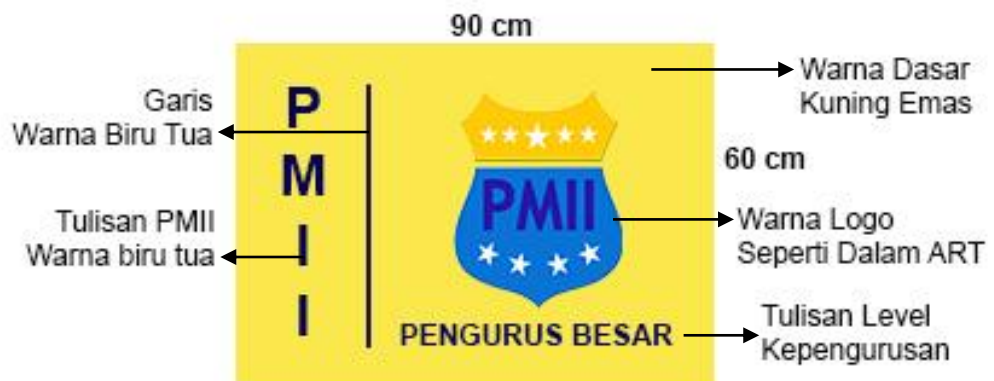 90 cm
Garis
Warna Biru Tua
Tulisan PMII
Warna biru tua
P
M
I
I
PMII
PENGURUS BESAR
Warna Dasar
Kuning Emas
60 cm
Warna Logo
Seperti Dalam ART
Tulisan Level
Kepengurusan